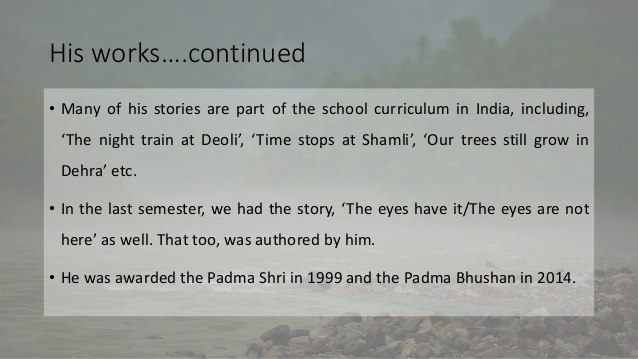 His works….continued
• Many of his stories are part of the school curriculum in India, including,
‘The night train at Deoli’, ‘Time stops at Shamli’, ‘Our trees still grow in
Dehra’ etc.
• In the last semester, we had the story, ‘The eyes have it/The eyes are not
here’ as well. That too, was authored by him.
• He was awarded the Padma Shri in 1999 and the Padma Bhushan in 2014.